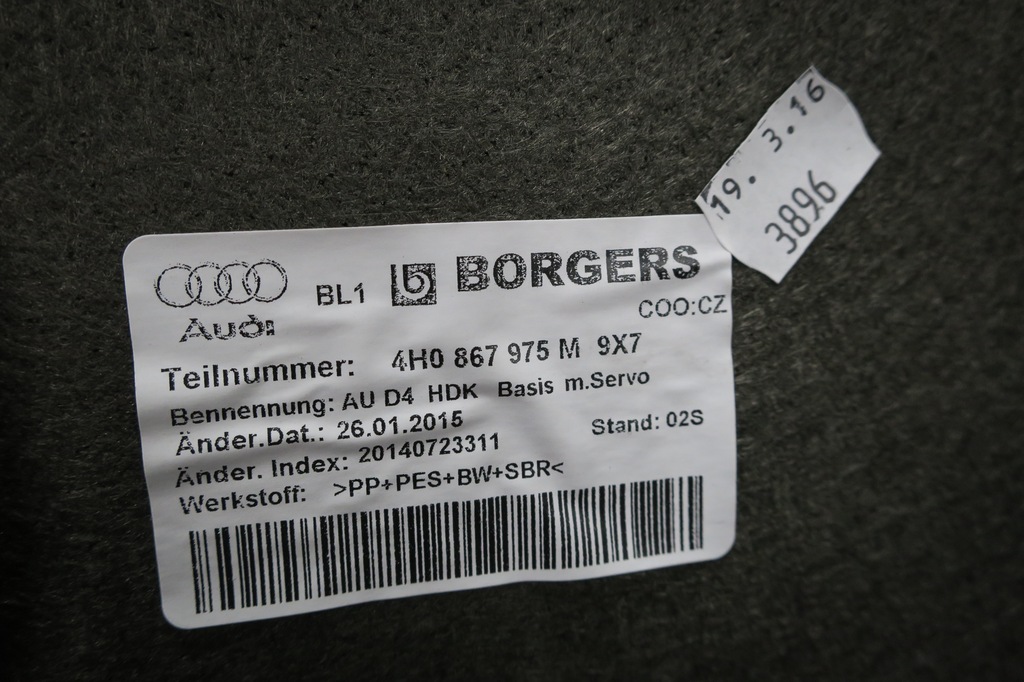 19. 3.16
3896
Audi
BL1 BORGERS
COO:CZ
Teilnummer: 4H0 867 975 M 9X7
Bennennung: AU D4 HDK Basis m.Servo
Änder.Dat.: 26.01.2015
Stand: 02S
Änder. Index: 20140723311
Werkstoff: >PP+PES+BW+SBR<